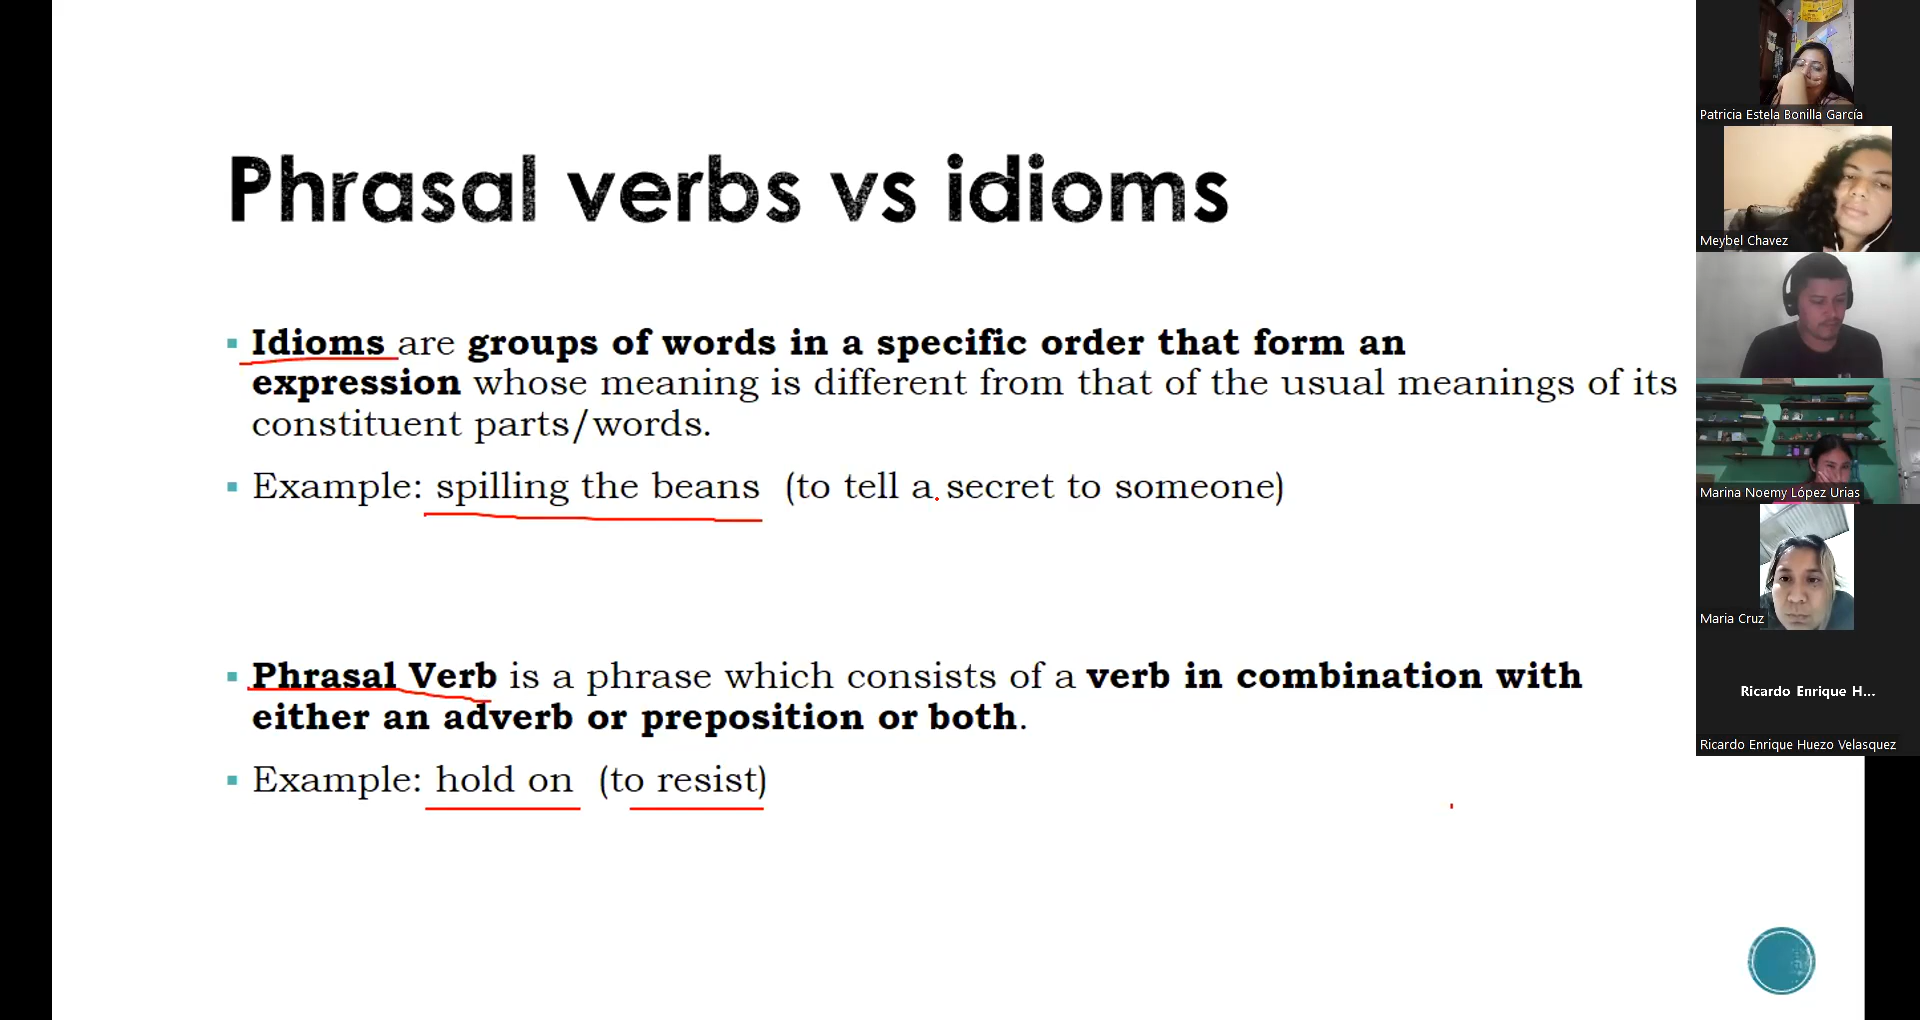 Phrasal verbs vs idioms
Idioms are groups of words in a specific order that form an
expression whose meaning is different from that of the usual meanings of its
constituent parts/words.
Example: spilling the beans (to tell a secret to someone)
Phrasal Verb is a phrase which consists of a verb in combination with
either an adverb or preposition or both.
Example: hold on (to resist)
Patricia Estela Bonilla García
Meybel Chavez
Marina Noemy López Urias
Maria Cruz
Ricardo Enrique H...
Ricardo Enrique Huezo Velasquez